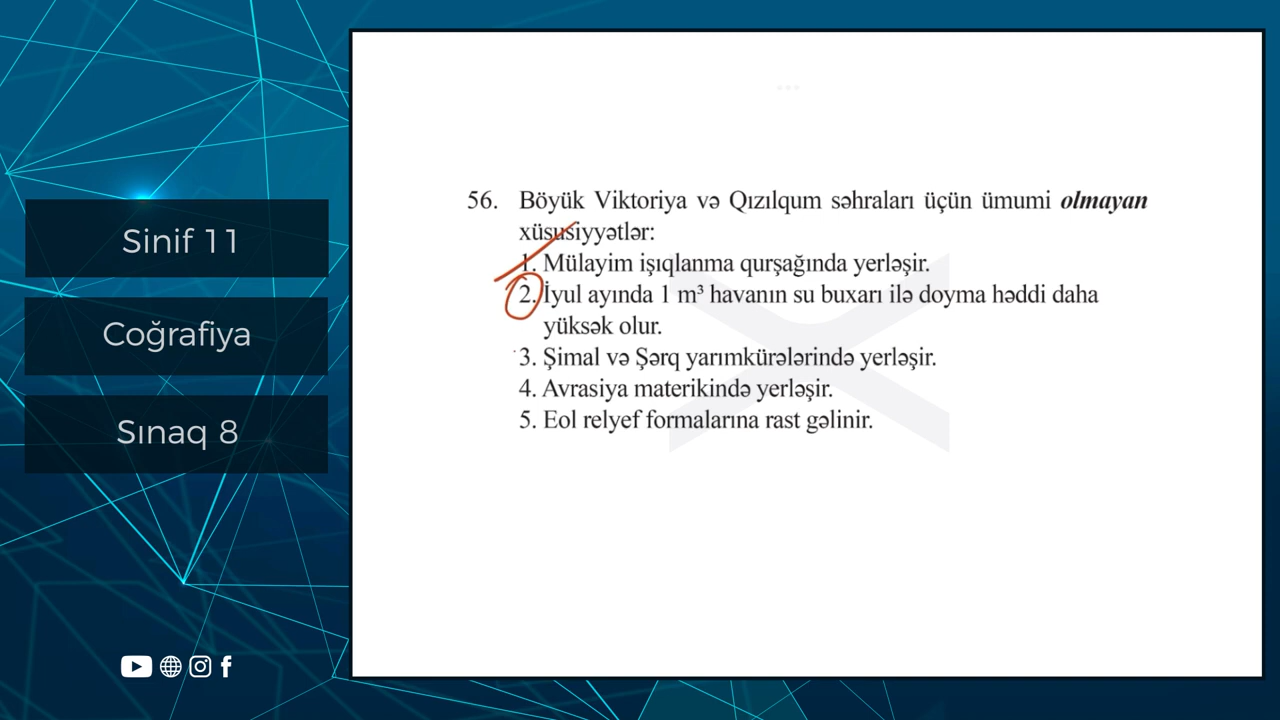 Sinif 11
Coğrafiya
Sınaq 8
56. Böyük Viktoriya və Qızılqum səhraları üçün ümumi olmayan
xüsusiyyətlər:
1. Mülayim işıqlanma qurşağında yerləşir.
2. İyul ayında 1 m³ havanın su buxarı ilə doyma həddi daha
yüksək olur.
3. Şimal və Şərq yarımkürələrində yerləşir.
4. Avrasiya materikində yerləşir.
5. Eol relyef formalarına rast gəlinir.